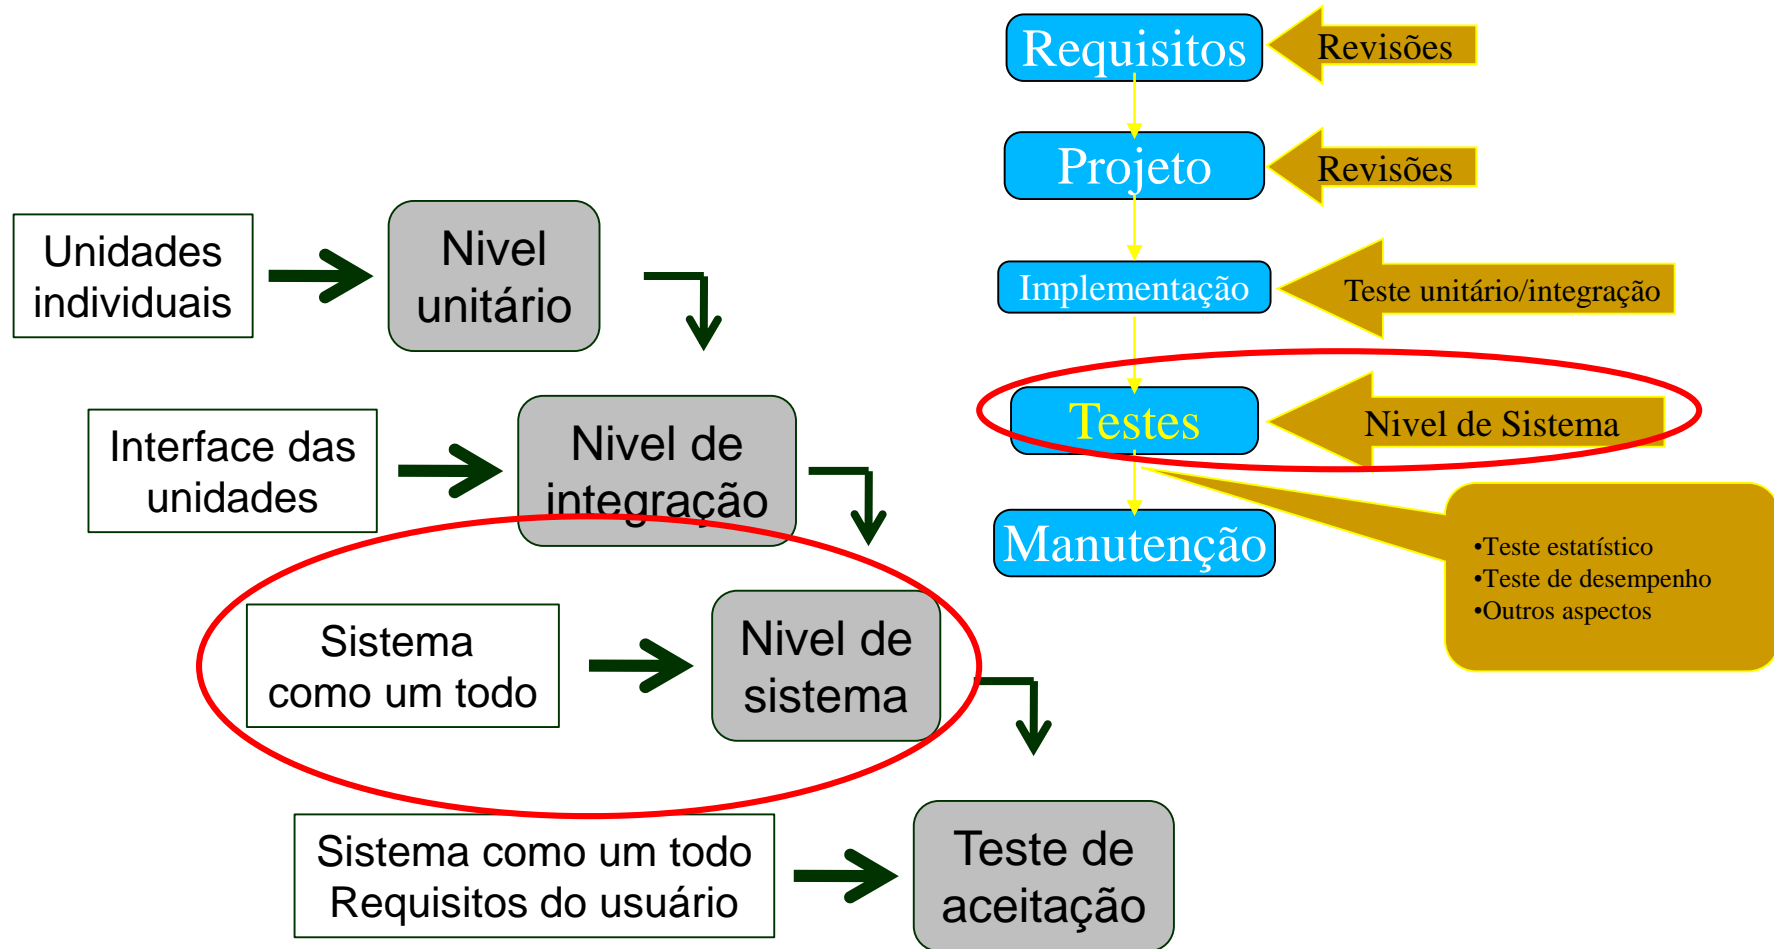 Unidades
individuais
Nivel
unitário
Interface das
unidades
Nivel de
integração
Sistema
como um todo
Nivel de
sistema
Sistema como um todo
Requisitos do usuário
Teste de
aceitação
Requisitos
Revisões
Projeto
Revisões
Implementação
Teste unitário/integração
Testes
Nivel de Sistema
Manutenção
•Teste estatístico
•Teste de desempenho
•Outros aspectos